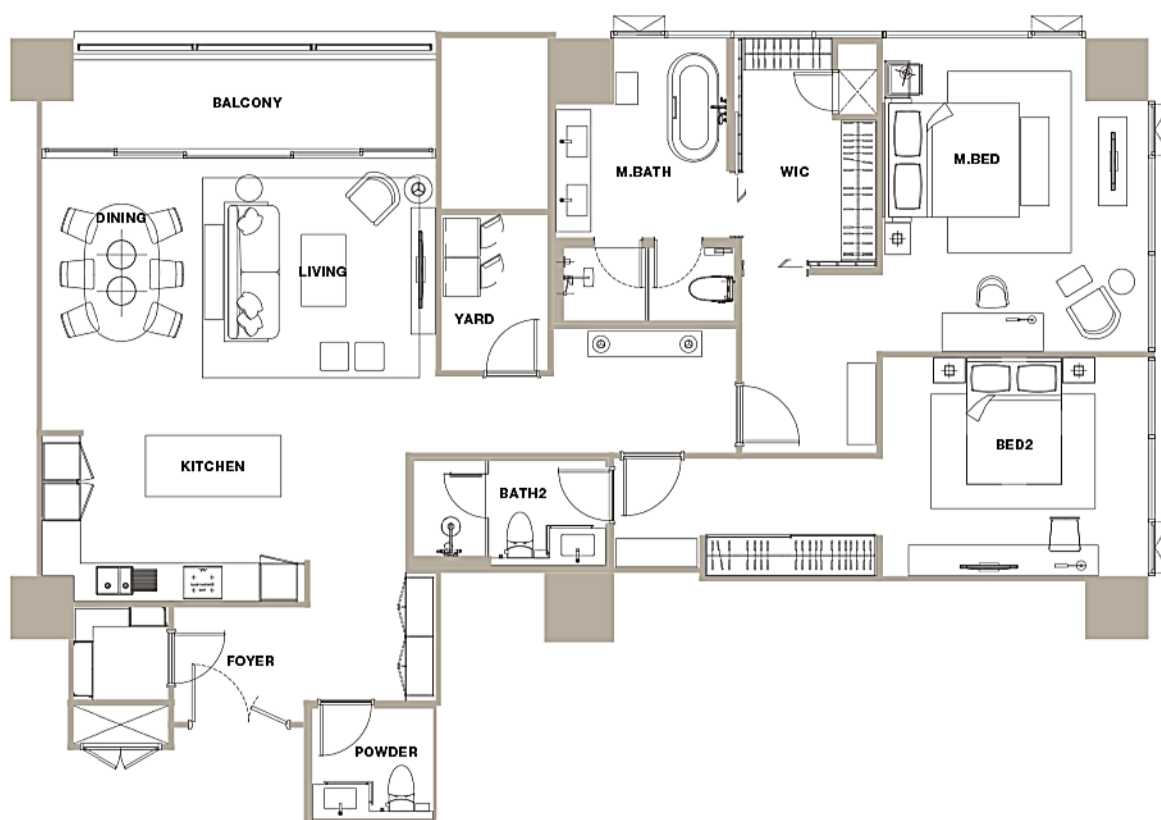 BALCONY
M.BATH
WIC
M.BED
DINING
LIVING
YARD
KITCHEN
BATH2
BED2
FOYER
POWDER